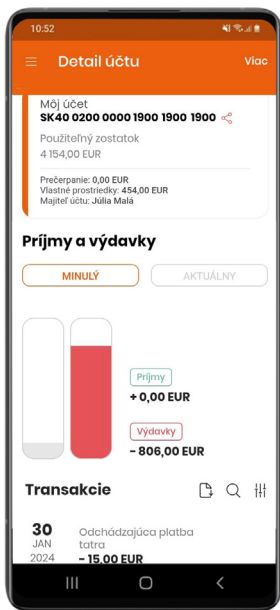 10:52
Detail účtu
Viac
Môj účet
SK40 0200 0000 1900 1900 1900
Použiteľný zostatok
4 154,00 EUR
Prečerpanie: 0,00 EUR
Vlastné prostriedky: 454,00 EUR
Majiteľ účtu: Júlia Malá
Príjmy a výdavky
MINULÝ
AKTUÁLNY
Príjmy
+ 0,00 EUR
Výdavky
- 806,00 EUR
Transakcie
30
JAN
2024
Odchádzajúca platba
tatra
- 15,00 EUR